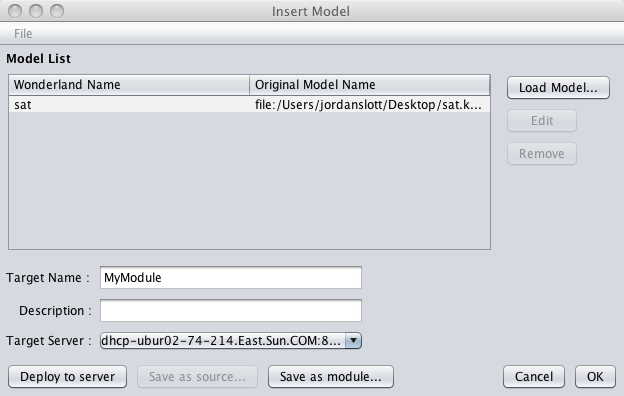 Insert Model
File
Model List
Wonderland Name Original Model Name
sat file:/Users/jordanslott/Desktop/sat.k...
Load Model...
Edit
Remove
Target Name : MyModule
Description :
Target Server : dhcp-ubur02-74-214.East.Sun.COM:8...
Deploy to server Save as source... Save as module... Cancel OK